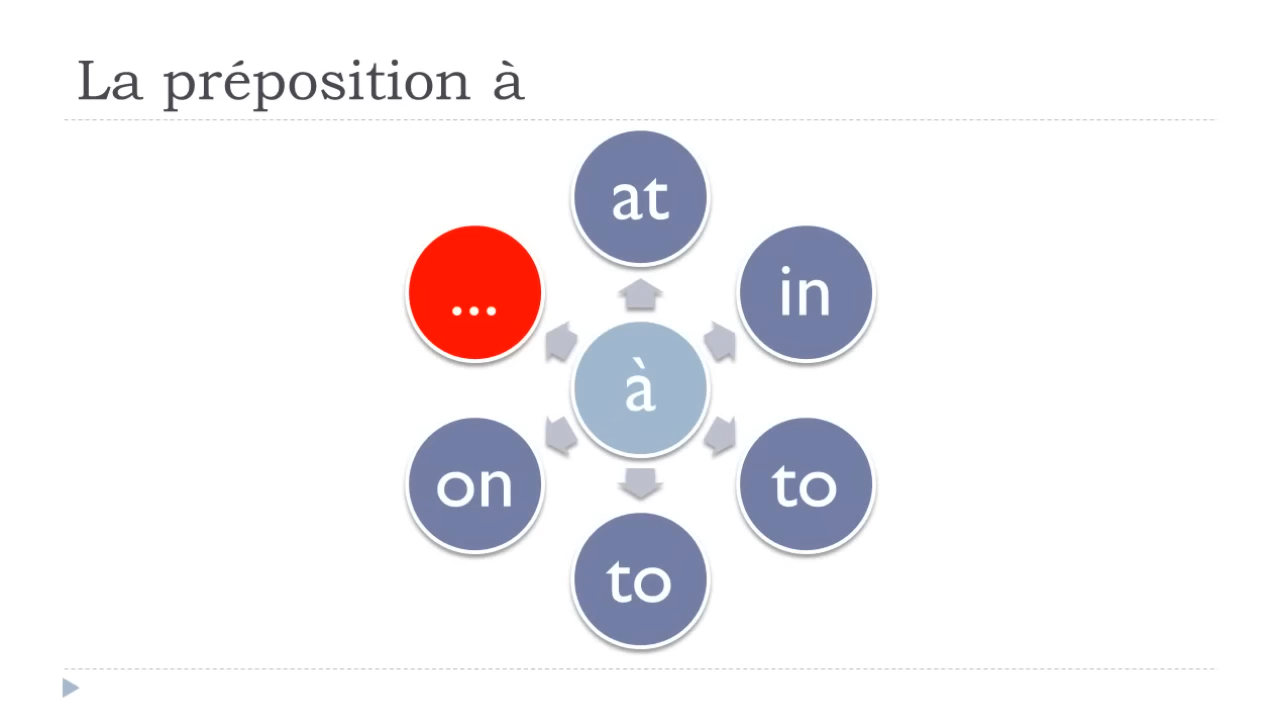 La préposition à
at
in
to
to
on
...
à